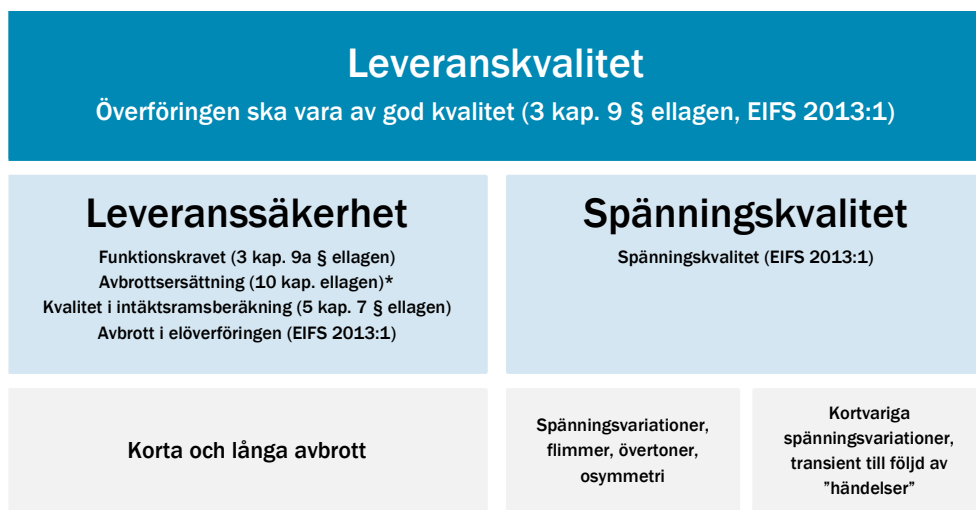 Leveranskvalitet
Överföringen ska vara av god kvalitet (3 kap. 9 § ellagen, EIFS 2013:1)
Leveranssäkerhet
Funktionskravet (3 kap. 9a § ellagen)
Avbrottsersättning (10 kap. ellagen)*
Kvalitet i intäktsramsberäkning (5 kap. 7 § ellagen)
Avbrott i elöverföringen (EIFS 2013:1)
Spänningskvalitet
Spänningskvalitet (EIFS 2013:1)
Korta och långa avbrott
Spänningsvariationer,
flimmer, övertoner,
osymmetri
Kortvariga
spänningsvariationer,
transient till följd av
”händelser”